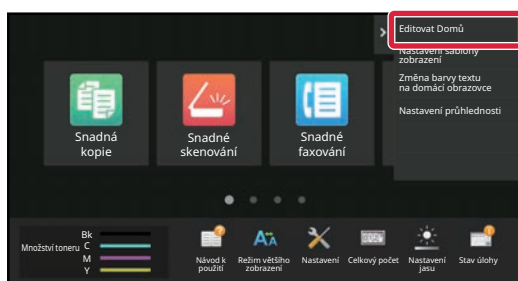 Editovat Domů
Nastavení šablony
zobrazení
Změna barvy textu
na domácí obrazovce
Nastavení průhlednosti
Snadná
kopie
Snadné
skenování
Snadné
faxování
Množství toneru
Bk
C
M
Y
Návod k
použití
Režim většího
zobrazení
Nastavení
Celkový počet
Nastavení
jasu
Stav úlohy